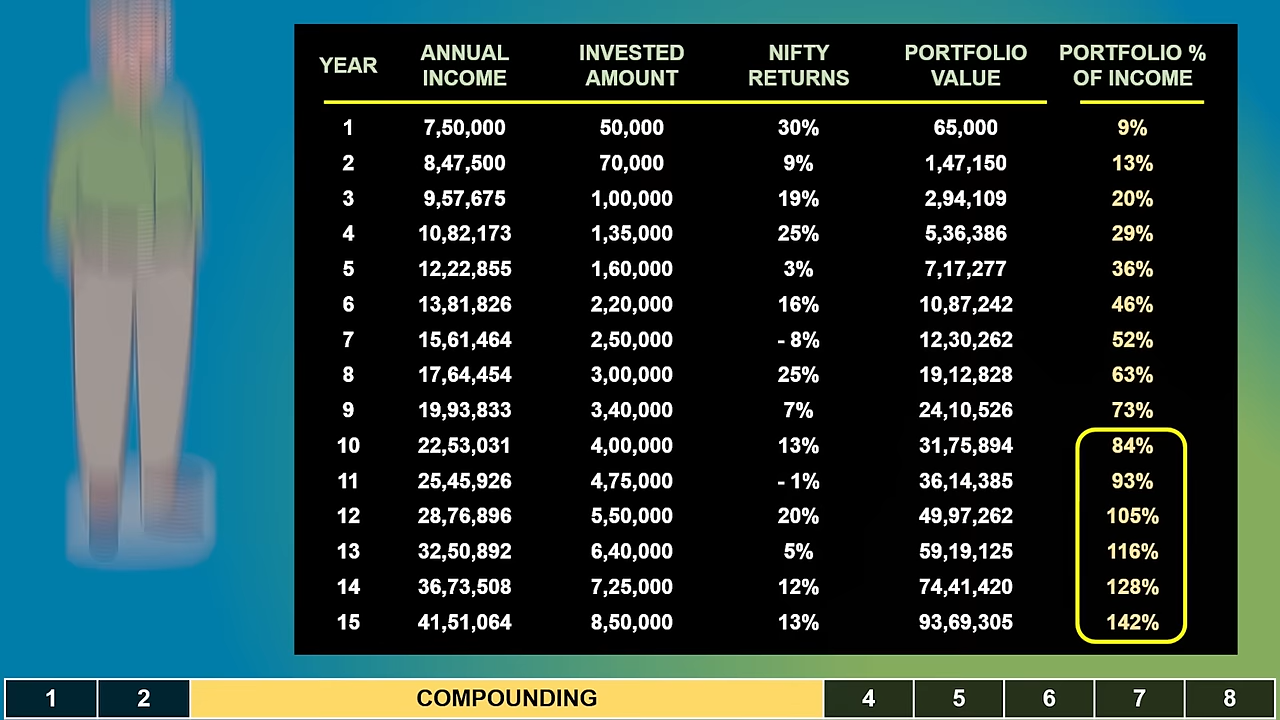 YEAR ANNUAL INCOME INVESTED AMOUNT NIFTY RETURNS PORTFOLIO VALUE PORTFOLIO % OF INCOME
1 7,50,000 50,000 30% 65,000 9%
2 8,47,500 70,000 9% 1,47,150 13%
3 9,57,675 1,00,000 19% 2,94,109 20%
4 10,82,173 1,35,000 25% 5,36,386 29%
5 12,22,855 1,60,000 3% 7,17,277 36%
6 13,81,826 2,20,000 16% 10,87,242 46%
7 15,61,464 2,50,000 - 8% 12,30,262 52%
8 17,64,454 3,00,000 25% 19,12,828 63%
9 19,93,833 3,40,000 7% 24,10,526 73%
10 22,53,031 4,00,000 13% 31,75,894 84%
11 25,45,926 4,75,000 - 1% 36,14,385 93%
12 28,76,896 5,50,000 20% 49,97,262 105%
13 32,50,892 6,40,000 5% 59,19,125 116%
14 36,73,508 7,25,000 12% 74,41,420 128%
15 41,51,064 8,50,000 13% 93,69,305 142%
1 2 COMPOUNDING 4 5 6 7 8